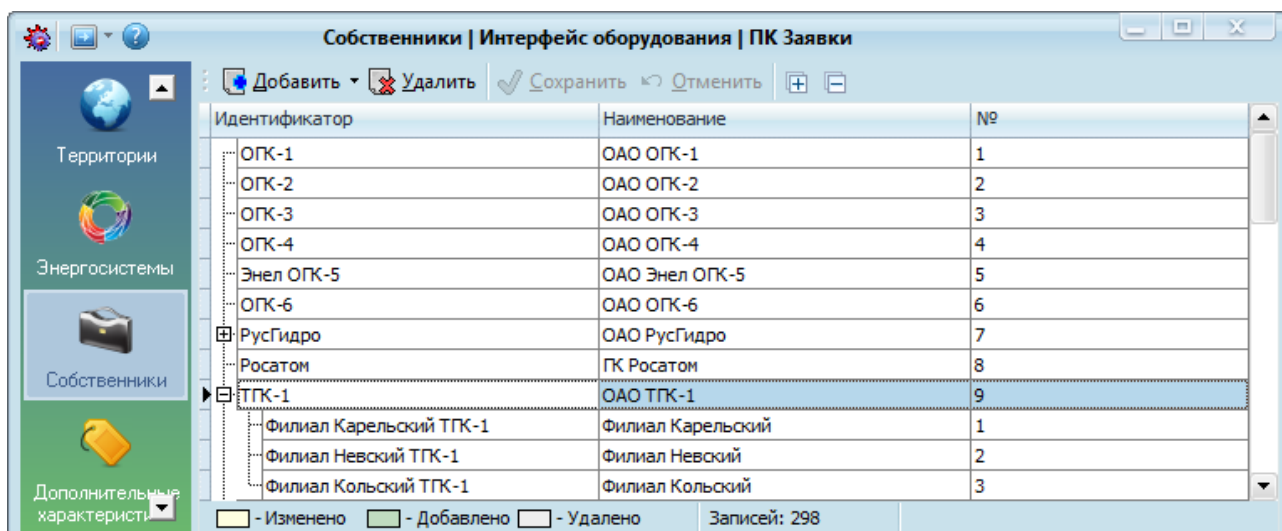 Собственники | Интерфейс оборудования | ПК Заявки
Добавить Удалить Сохранить Отменить
Территории
Энергосистемы
Собственники
Дополнительные
Идентификатор Наименование №
ОГК-1 ОАО ОГК-1 1
ОГК-2 ОАО ОГК-2 2
ОГК-3 ОАО ОГК-3 3
ОГК-4 ОАО ОГК-4 4
Энел ОГК-5 ОАО Энел ОГК-5 5
ОГК-6 ОАО ОГК-6 6
РусГидро ОАО РусГидро 7
Росатом ГК Росатом 8
ТГК-1 ОАО ТГК-1 9
Филиал Карельский ТГК-1 Филиал Карельский 1
Филиал Невский ТГК-1 Филиал Невский 2
Филиал Кольский ТГК-1 Филиал Кольский 3
- Изменено - Добавлено - Удалено Записей: 298